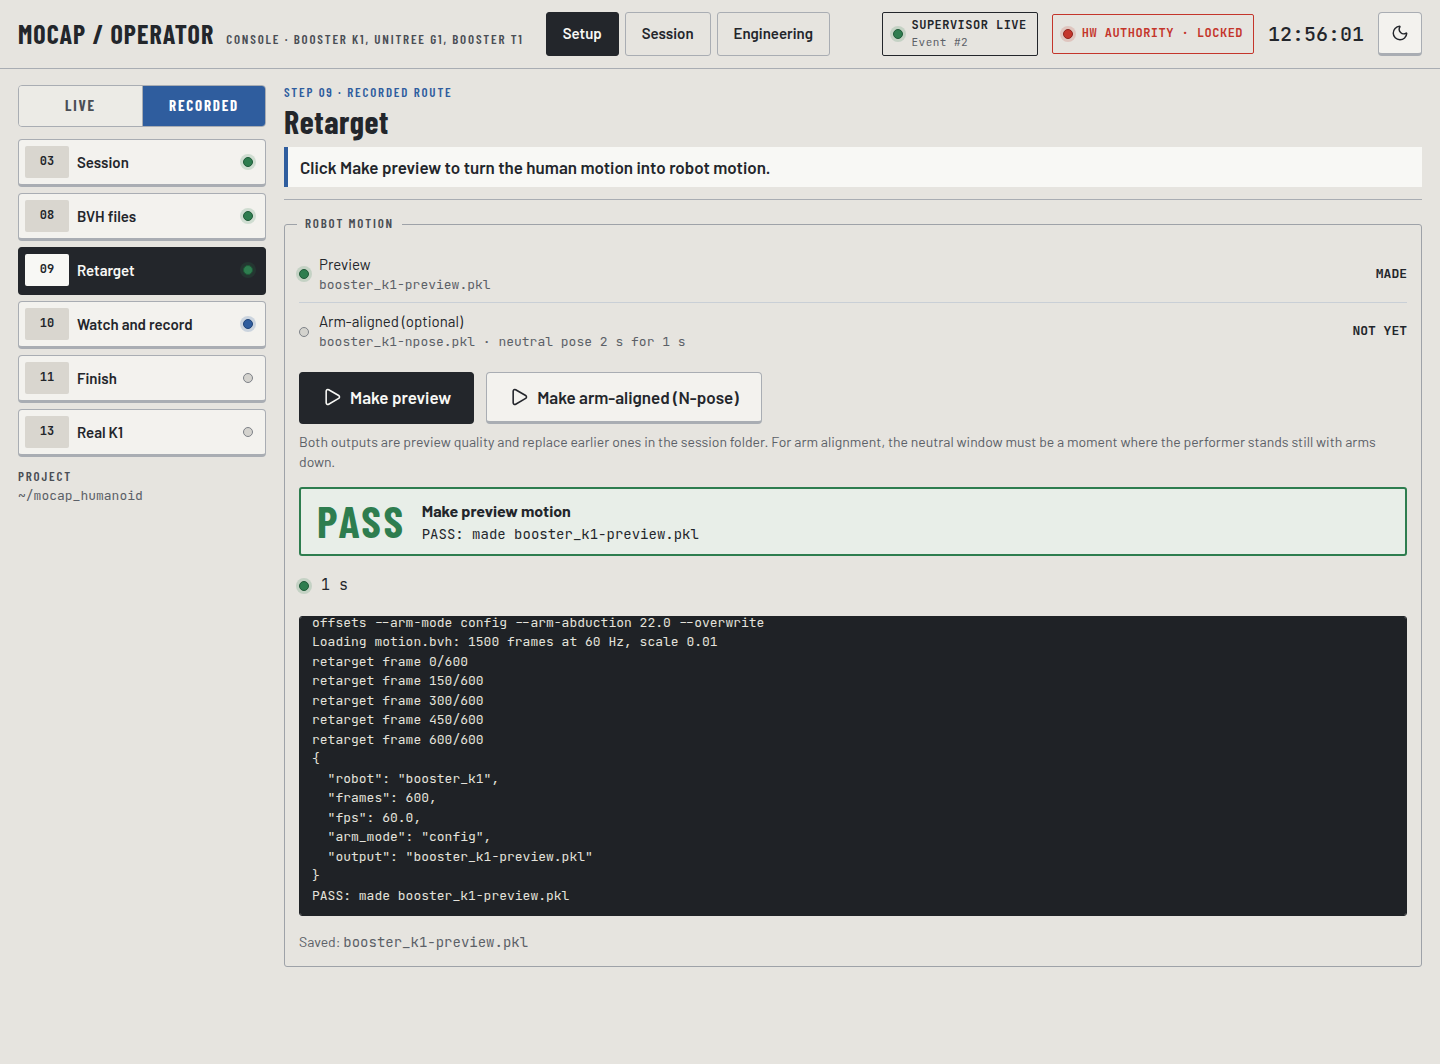 MOCAP / OPERATOR
CONSOLE · BOOSTER K1, UNITREE G1, BOOSTER T1
Setup
Session
Engineering
SUPERVISOR LIVE
Event #2
HW AUTHORITY · LOCKED
12:56:01
LIVE
RECORDED
03 Session
08 BVH files
09 Retarget
10 Watch and record
11 Finish
13 Real K1
PROJECT
~/mocap_humanoid
STEP 09 · RECORDED ROUTE
Retarget
Click Make preview to turn the human motion into robot motion.
ROBOT MOTION
Preview
booster_k1-preview.pkl
MADE
Arm-aligned (optional)
booster_k1-npose.pkl · neutral pose 2 s for 1 s
NOT YET
Make preview
Make arm-aligned (N-pose)
Both outputs are preview quality and replace earlier ones in the session folder. For arm alignment, the neutral window must be a moment where the performer stands still with arms
down.
PASS
Make preview motion
PASS: made booster_k1-preview.pkl
1 s
offsets --arm-mode config --arm-abduction 22.0 --overwrite
Loading motion.bvh: 1500 frames at 60 Hz, scale 0.01
retarget frame 0/600
retarget frame 150/600
retarget frame 300/600
retarget frame 450/600
retarget frame 600/600
{
  "robot": "booster_k1",
  "frames": 600,
  "fps": 60.0,
  "arm_mode": "config",
  "output": "booster_k1-preview.pkl"
}
PASS: made booster_k1-preview.pkl
Saved: booster_k1-preview.pkl